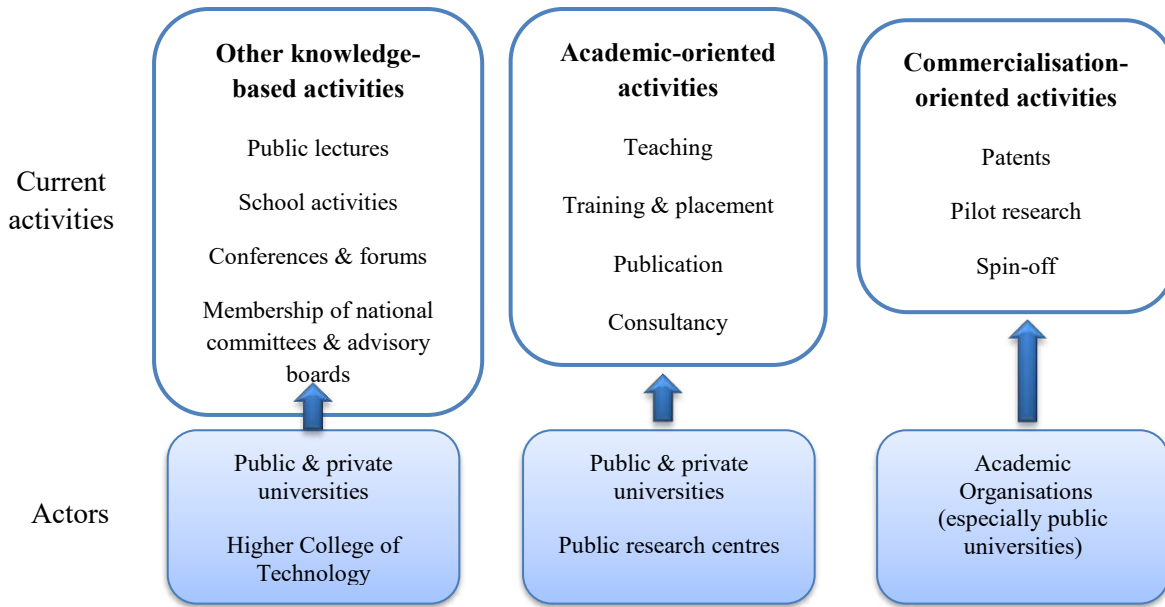 Current
activities
Other knowledge-
based activities
Public lectures
School activities
Conferences & forums
Membership of national
committees & advisory
boards
Academic-oriented
activities
Teaching
Training & placement
Publication
Consultancy
Commercialisation-
oriented activities
Patents
Pilot research
Spin-off
Actors
Public & private
universities
Higher College of
Technology
Public & private
universities
Public research centres
Academic
Organisations
(especially public
universities)